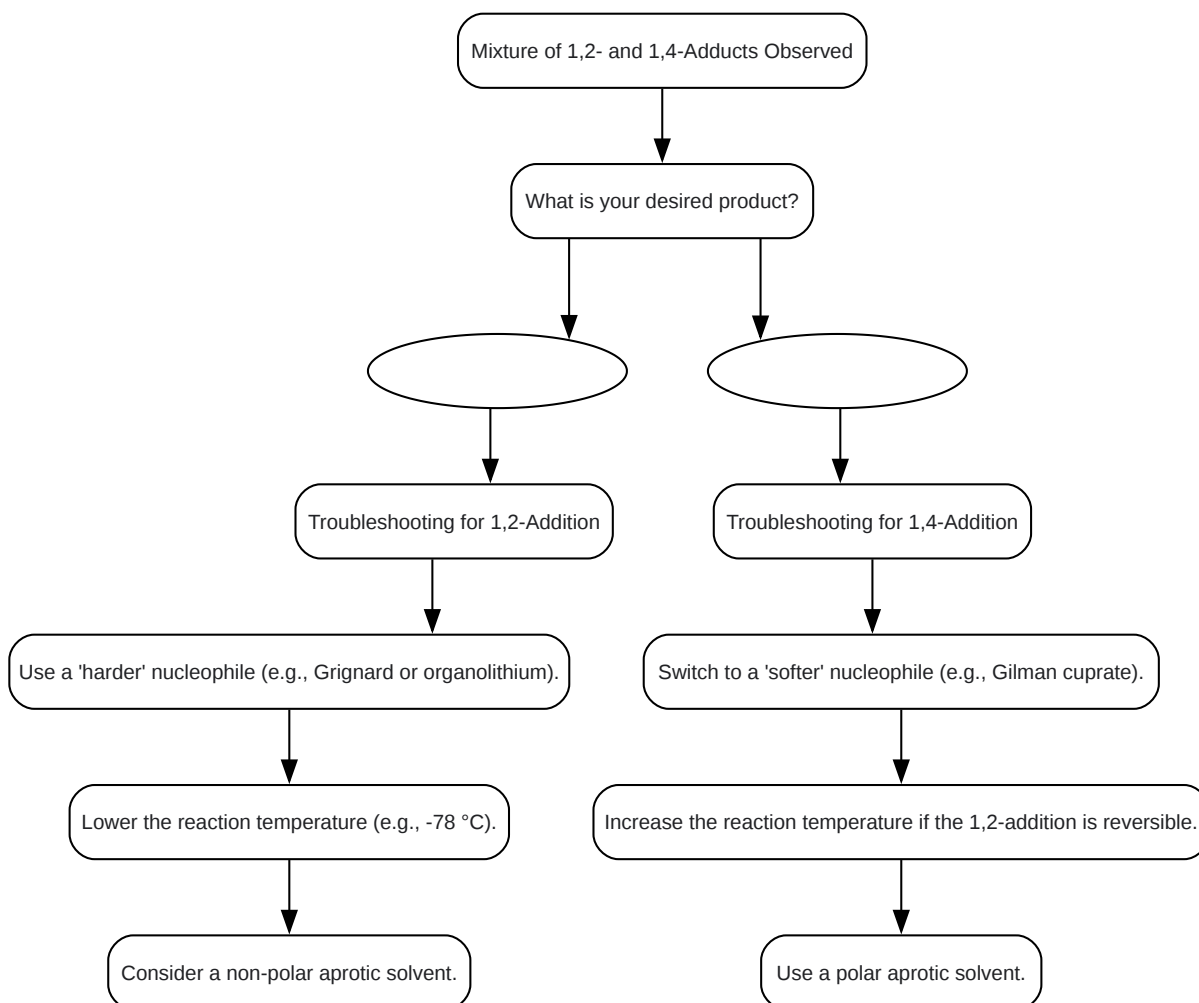 Mixture of 1,2- and 1,4-Adducts Observed
What is your desired product?
Troubleshooting for 1,2-Addition
Troubleshooting for 1,4-Addition
Use a 'harder' nucleophile (e.g., Grignard or organolithium).
Switch to a 'softer' nucleophile (e.g., Gilman cuprate).
Lower the reaction temperature (e.g., -78 °C).
Increase the reaction temperature if the 1,2-addition is reversible.
Consider a non-polar aprotic solvent.
Use a polar aprotic solvent.